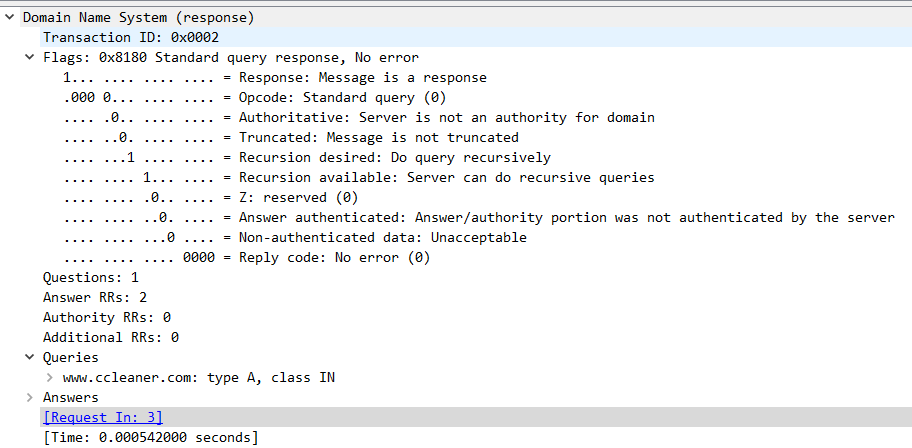 Domain Name System (response)
Transaction ID: 0x0002
Flags: 0x8180 Standard query response, No error
1... .... .... .... = Response: Message is a response
.000 0... .... .... = Opcode: Standard query (0)
.... .0.. .... .... = Authoritative: Server is not an authority for domain
.... ..0. .... .... = Truncated: Message is not truncated
.... ...1 .... .... = Recursion desired: Do query recursively
.... .... 1... .... = Recursion available: Server can do recursive queries
.... .... .0.. .... = Z: reserved (0)
.... .... ..0. .... = Answer authenticated: Answer/authority portion was not authenticated by the server
.... .... ...0 .... = Non-authenticated data: Unacceptable
.... .... .... 0000 = Reply code: No error (0)
Questions: 1
Answer RRs: 2
Authority RRs: 0
Additional RRs: 0
Queries
www.ccleaner.com: type A, class IN
Answers
[Request In: 3]
[Time: 0.000542000 seconds]